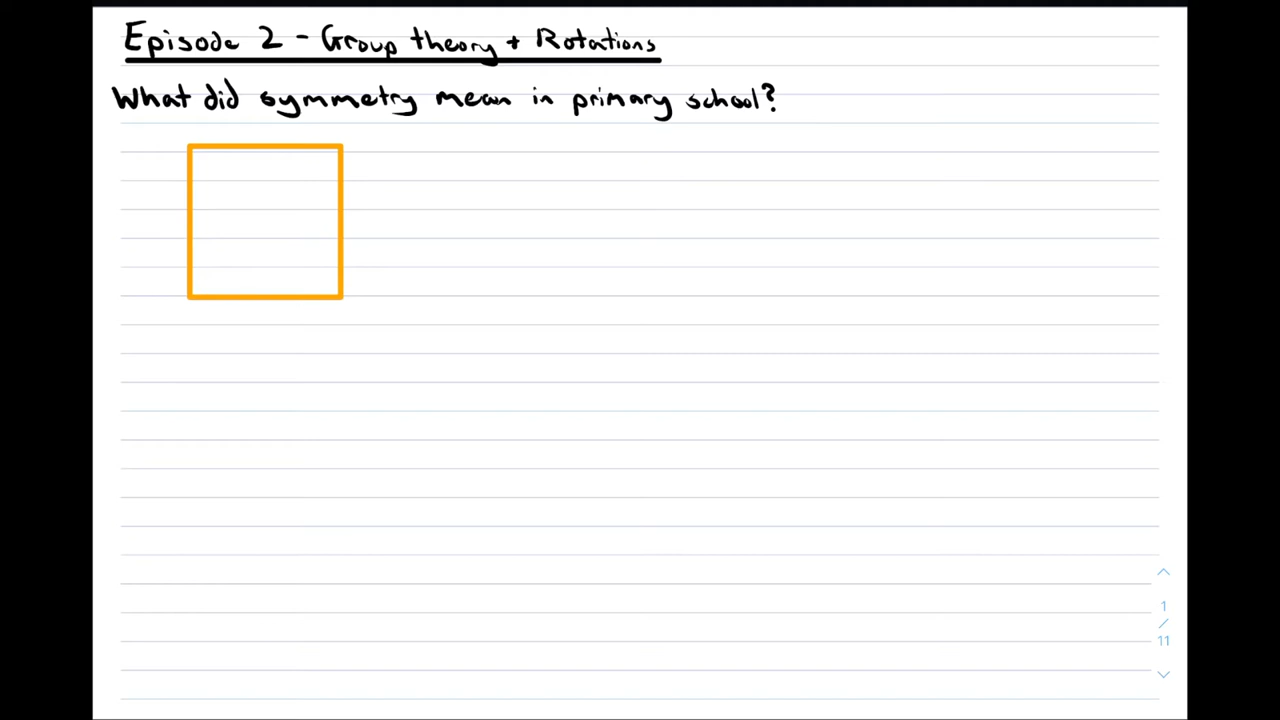 Episode 2 - Group theory + Rotations
What did symmetry mean in primary school?
1
/
11